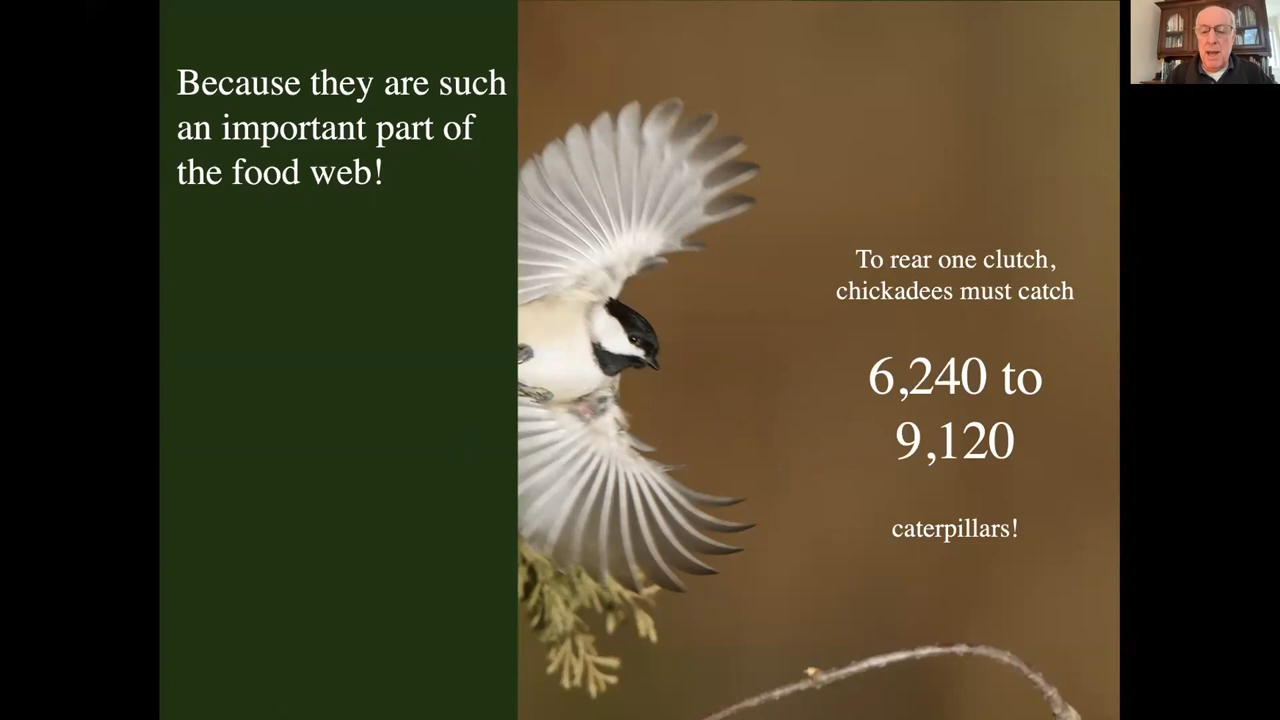 Because they are such
an important part of
the food web!
To rear one clutch,
chickadees must catch
6,240 to
9,120
caterpillars!